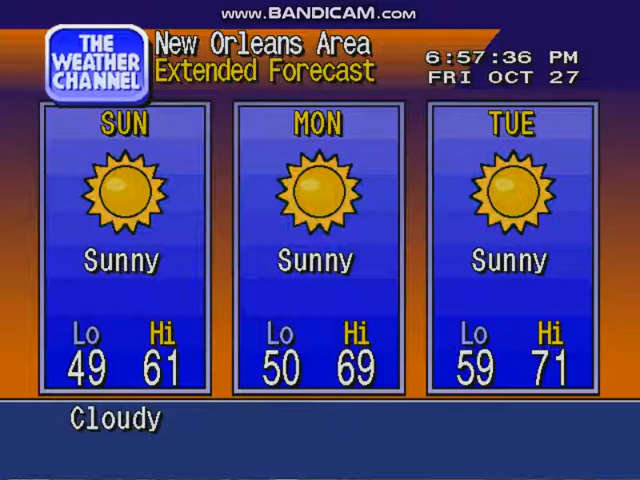 www.BANDICAM.com
THE
WEATHER
CHANNEL
New Orleans Area
Extended Forecast
6:57:36 PM
FRI OCT 27
SUN MON TUE
Sunny Sunny Sunny
Lo Hi Lo Hi Lo Hi
49 61 50 69 59 71
Cloudy